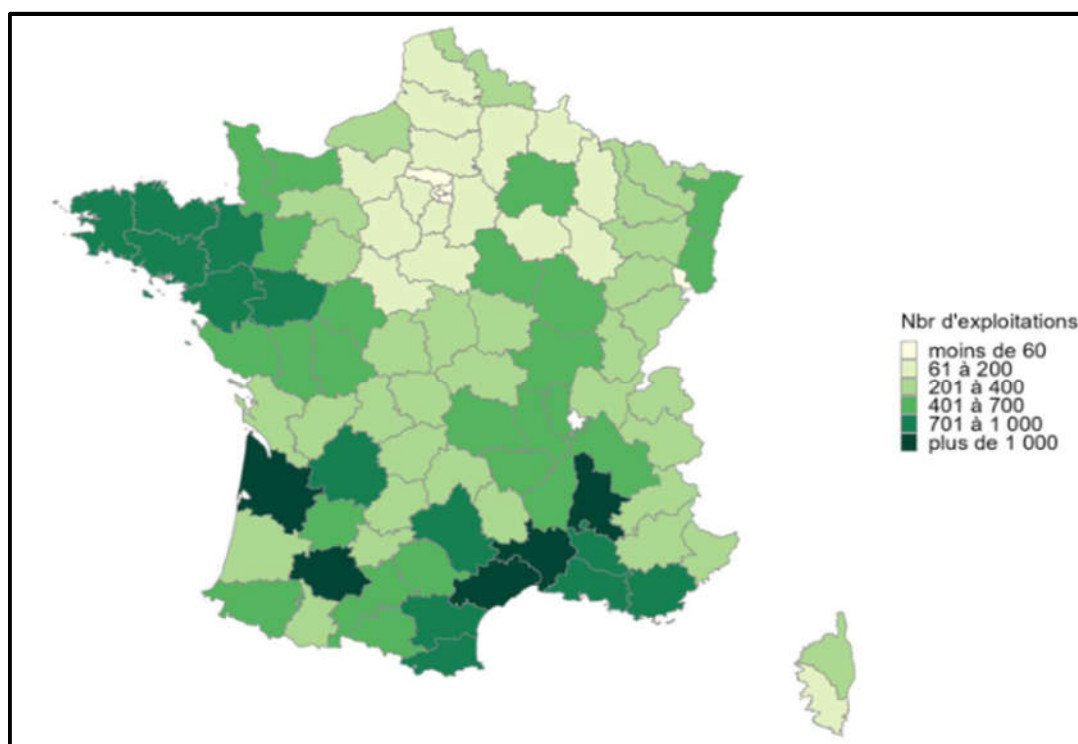 Nbr d'exploitations
moins de 60
61 à 200
201 à 400
401 à 700
701 à 1 000
plus de 1 000